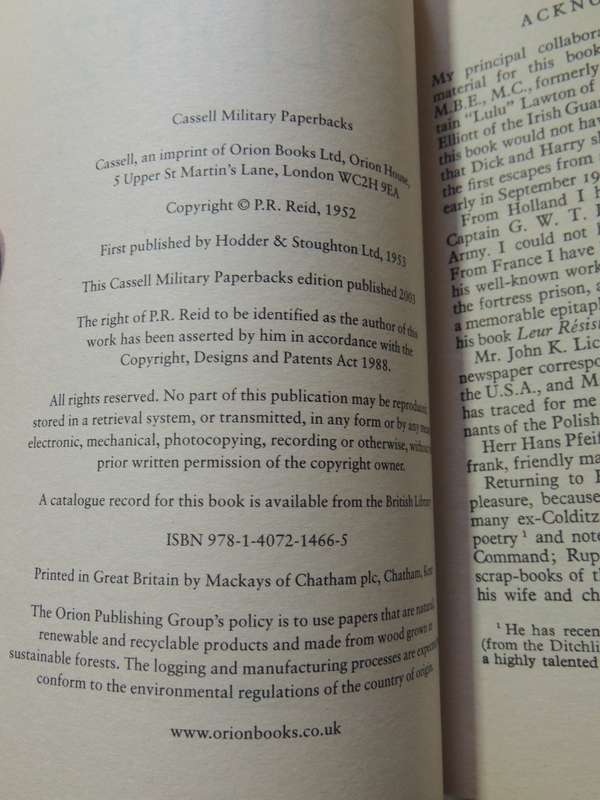 Cassell Military Paperbacks
Cassell, an imprint of Orion Books Ltd, Orion House,
5 Upper St Martin's Lane, London WC2H 9EA
Copyright © P.R. Reid, 1952
First published by Hodder & Stoughton Ltd, 1953
This Cassell Military Paperbacks edition published 2003
The right of P.R. Reid to be identified as the author of this
work has been asserted by him in accordance with the
Copyright, Designs and Patents Act 1988.
All rights reserved. No part of this publication may be reproduced,
stored in a retrieval system, or transmitted, in any form or by any means,
electronic, mechanical, photocopying, recording or otherwise, without
prior written permission of the copyright owner.
A catalogue record for this book is available from the British Library
ISBN 978-1-4072-1466-5
Printed in Great Britain by Mackays of Chatham plc, Chatham, Kent
The Orion Publishing Group's policy is to use papers that are natural,
renewable and recyclable products and made from wood grown in
sustainable forests. The logging and manufacturing processes are expected
conform to the environmental regulations of the country of origin.
www.orionbooks.co.uk
ACKNO
My principal collabora
material for this book
M.B.E., M.C., formerly
tain "Lulu" Lawton of
Elliott of the Irish Guar
this book would not hav
that Dick and Harry sh
the first escapes from
early in September 19
From Holland I h
Captain G. W. T.
Army. I could not
From France I have
his well-known work
the fortress prison, a
a memorable epitaph
his book Leur Résis
Mr. John K. Lic
newspaper correspo
the U.S.A., and M
has traced for me
nants of the Polish
Herr Hans Pfeif
frank, friendly ma
Returning to
pleasure, because
many ex-Colditz
poetry¹ and note
Command; Rup
scrap-books of th
his wife and ch
¹ He has recen
(from the Ditchli
a highly talented